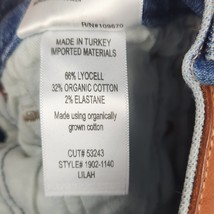 R/N#109676
MADE IN TURKEY
IMPORTED MATERIALS
66% LYOCELL
32% ORGANIC COTTON
2% ELASTANE
Made using organically
grown cotton
CUT# 53243
STYLE# 1902-1140
LILAH